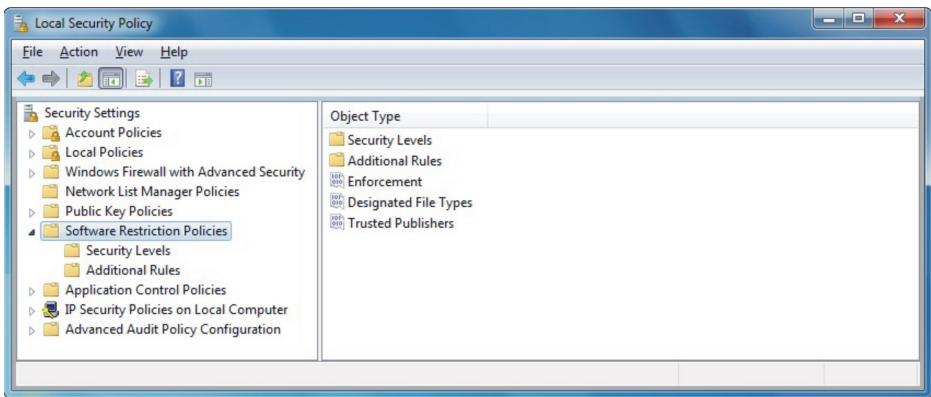 Local Security Policy
File Action View Help
Security Settings
Account Policies
Local Policies
Windows Firewall with Advanced Security
Network List Manager Policies
Public Key Policies
Software Restriction Policies
Security Levels
Additional Rules
Application Control Policies
IP Security Policies on Local Computer
Advanced Audit Policy Configuration
Object Type
Security Levels
Additional Rules
Enforcement
Designated File Types
Trusted Publishers